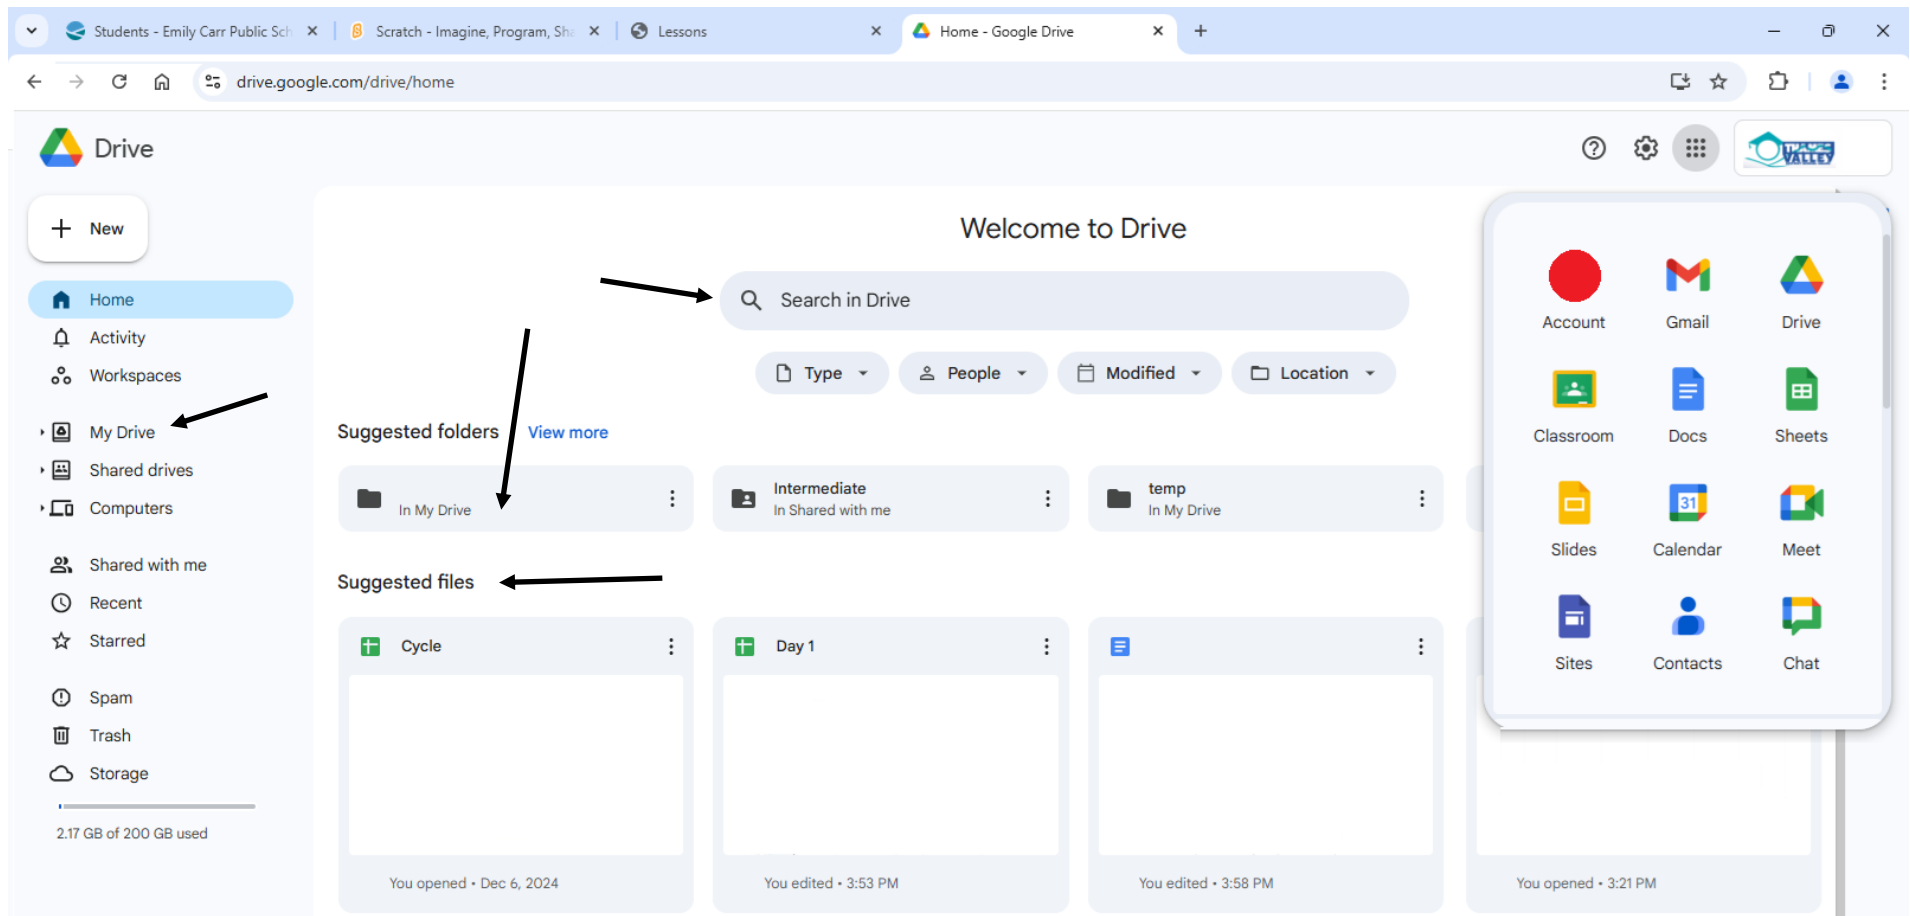 Students - Emily Carr Public Sch
Scratch - Imagine, Program, Sha
Lessons
Home - Google Drive
drive.google.com/drive/home
Drive
VALLEY
New
Home
Activity
Workspaces
My Drive
Shared drives
Computers
Shared with me
Recent
Starred
Spam
Trash
Storage
2.17 GB of 200 GB used
Welcome to Drive
Search in Drive
Type
People
Modified
Location
Suggested folders View more
In My Drive
Intermediate
In Shared with me
temp
In My Drive
Suggested files
Cycle
Day 1
You opened • Dec 6, 2024
You edited • 3:53 PM
You edited • 3:58 PM
You opened • 3:21 PM
Account
Gmail
Drive
Classroom
Docs
Sheets
Slides
31
Calendar
Meet
Sites
Contacts
Chat